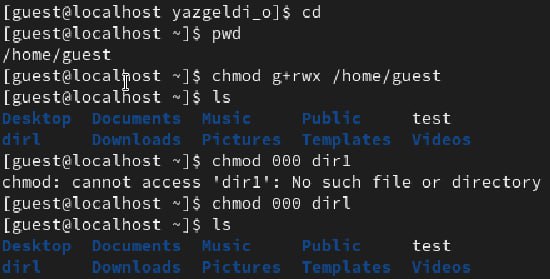 [guest@localhost yazgeldi_o]$ cd
[guest@localhost ~]$ pwd
/home/guest
[guest@localhost ~]$ chmod g+rwx /home/guest
[guest@localhost ~]$ ls
Desktop  Documents  Music     Public     test
dirl     Downloads  Pictures  Templates  Videos
[guest@localhost ~]$ chmod 000 dir1
chmod: cannot access 'dir1': No such file or directory
[guest@localhost ~]$ chmod 000 dirl
[guest@localhost ~]$ ls
Desktop  Documents  Music     Public     test
dirl     Downloads  Pictures  Templates  Videos